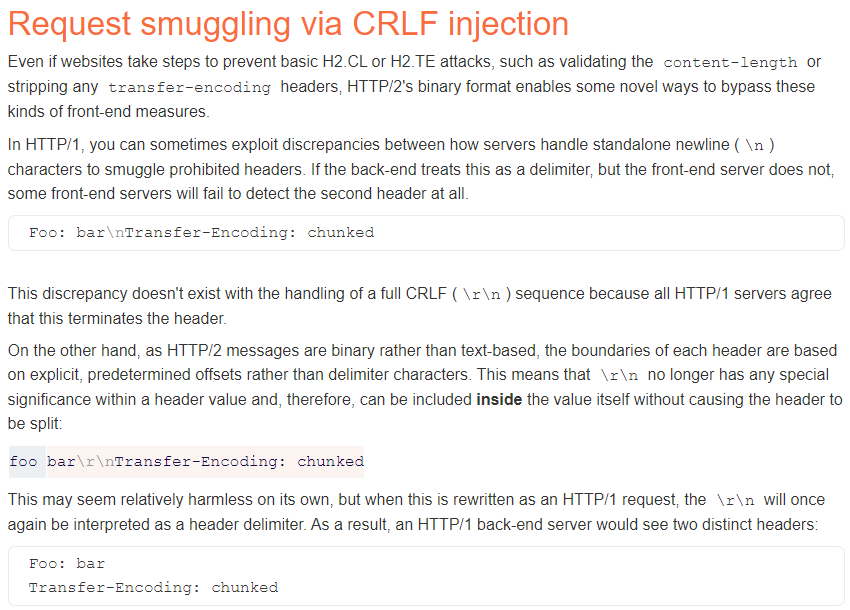 Request smuggling via CRLF injection
Even if websites take steps to prevent basic H2.CL or H2.TE attacks, such as validating the content-length or
stripping any transfer-encoding headers, HTTP/2's binary format enables some novel ways to bypass these
kinds of front-end measures.
In HTTP/1, you can sometimes exploit discrepancies between how servers handle standalone newline ( \n )
characters to smuggle prohibited headers. If the back-end treats this as a delimiter, but the front-end server does not,
some front-end servers will fail to detect the second header at all.
Foo: bar\nTransfer-Encoding: chunked
This discrepancy doesn't exist with the handling of a full CRLF ( \r\n ) sequence because all HTTP/1 servers agree
that this terminates the header.
On the other hand, as HTTP/2 messages are binary rather than text-based, the boundaries of each header are based
on explicit, predetermined offsets rather than delimiter characters. This means that \r\n no longer has any special
significance within a header value and, therefore, can be included inside the value itself without causing the header to
be split:
foo bar\r\nTransfer-Encoding: chunked
This may seem relatively harmless on its own, but when this is rewritten as an HTTP/1 request, the \r\n will once
again be interpreted as a header delimiter. As a result, an HTTP/1 back-end server would see two distinct headers:
Foo: bar
Transfer-Encoding: chunked